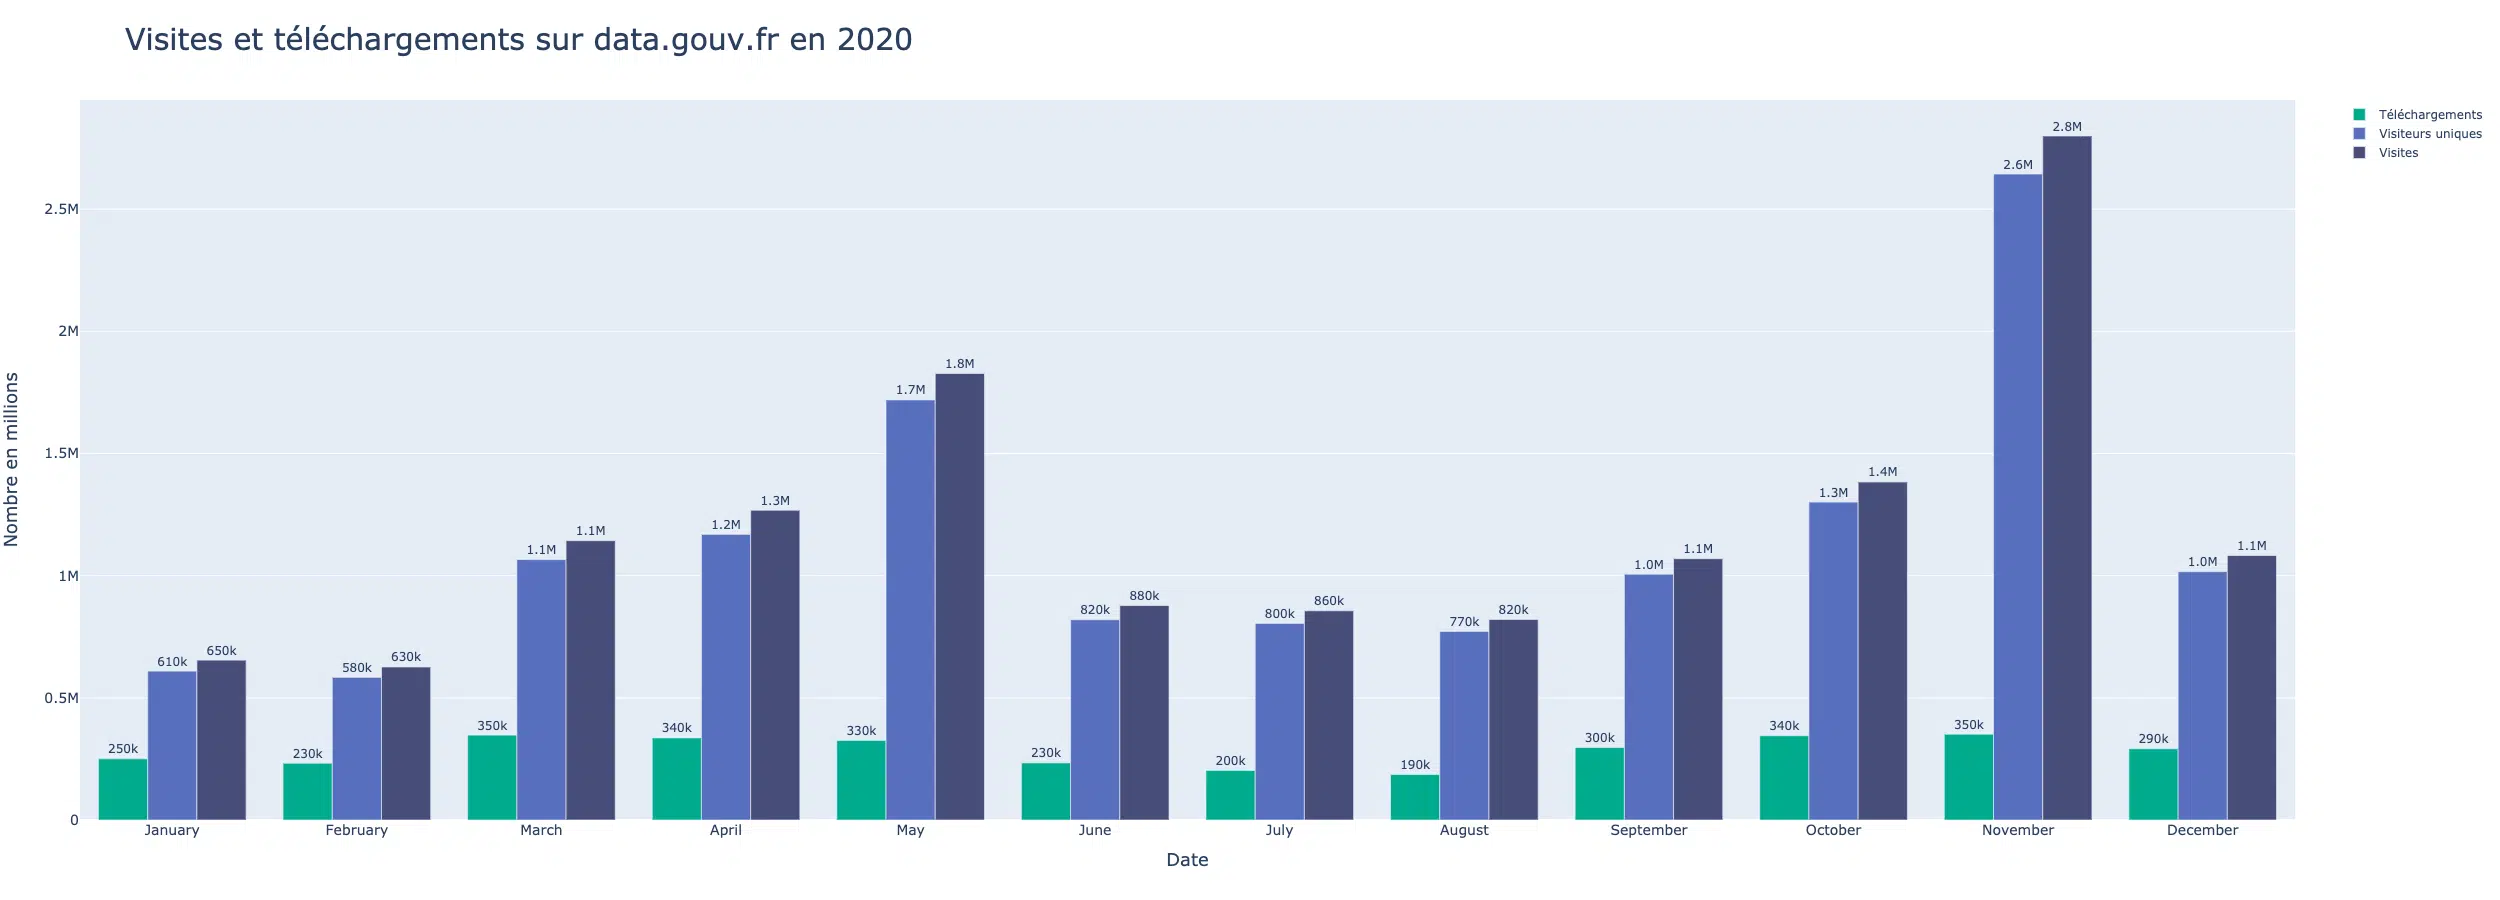 Visites et téléchargements sur data.gouv.fr en 2020
Téléchargements
Visiteurs uniques
Visites
Nombre en millions
2.5M
2M
1.5M
1M
0.5M
0
250k 610k 650k
230k 580k 630k
350k 1.1M 1.1M
340k 1.2M 1.3M
330k 1.7M 1.8M
230k 820k 880k
200k 800k 860k
190k 770k 820k
300k 1.0M 1.1M
340k 1.3M 1.4M
350k 2.6M 2.8M
290k 1.0M 1.1M
January February March April May June July August September October November December
Date